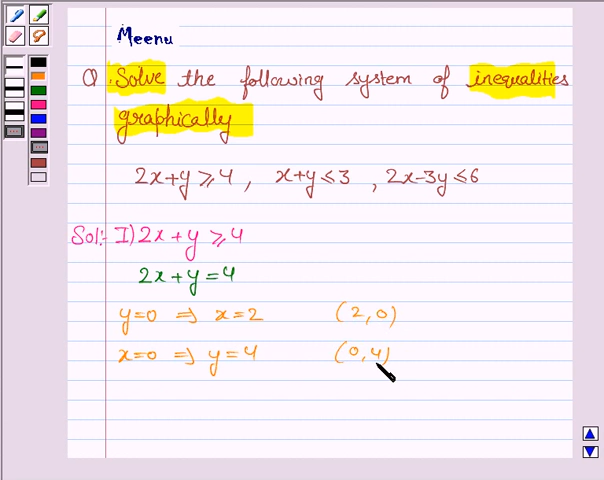 Meenu
Q. Solve the following system of inequalities
graphically
2x+y ⩾ 4 , x+y ≤ 3 , 2x-3y ≤ 6
Sol:- I) 2x+y ⩾ 4
2x+y = 4
y=0 ⇒ x=2 (2,0)
x=0 ⇒ y=4 (0,4)